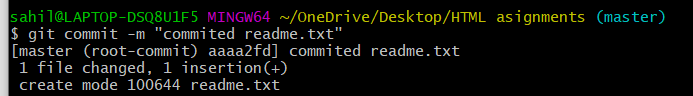 sahil@LAPTOP-DSQ8U1F5 MINGW64 ~/OneDrive/Desktop/HTML asignments (master)
$ git commit -m "commited readme.txt"
[master (root-commit) aaaa2fd] commited readme.txt
 1 file changed, 1 insertion(+)
 create mode 100644 readme.txt